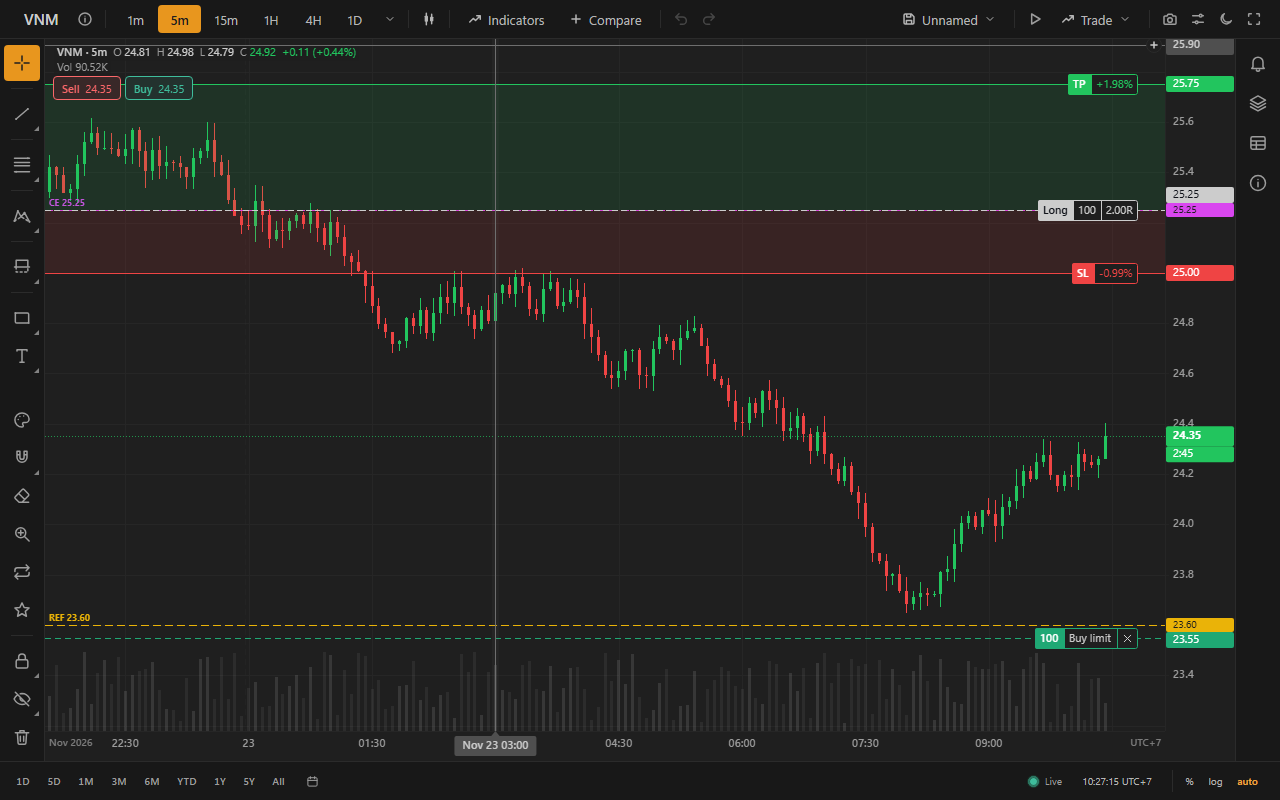 VNM 1m 5m 15m 1H 4H 1D Indicators Compare Unnamed Trade
VNM · 5m O 24.81 H 24.98 L 24.79 C 24.92 +0.11 (+0.44%)
Vol 90.52K
Sell 24.35 Buy 24.35
25.90
TP +1.98% 25.75
25.6
25.4
25.25
CE 25.25 Long 100 2.00R 25.25
SL -0.99% 25.00
24.8
24.6
24.4
24.35
2:45
24.2
24.0
23.8
REF 23.60 23.60
100 Buy limit 23.55
23.4
Nov 2026 22:30 23 01:30 Nov 23 03:00 04:30 06:00 07:30 09:00 UTC+7
1D 5D 1M 3M 6M YTD 1Y 5Y All Live 10:27:15 UTC+7 % log auto